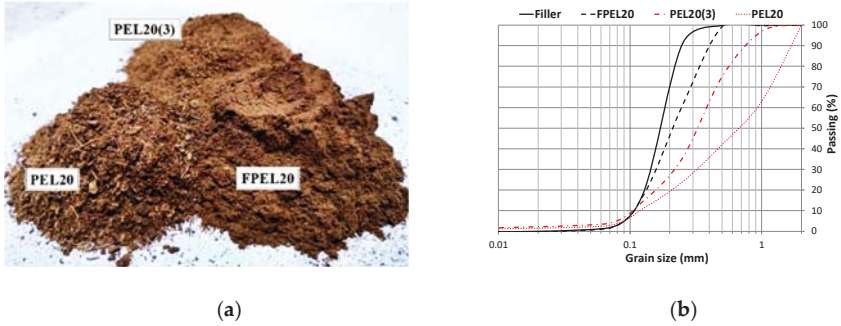 PEL20(3)
PEL20
FPEL20
(a)
Filler FPEL20 PEL20(3) PEL20
100
90
80
70
60
50
40
30
20
10
0
Passing (%)
0.01 0.1 1
Grain size (mm)
(b)